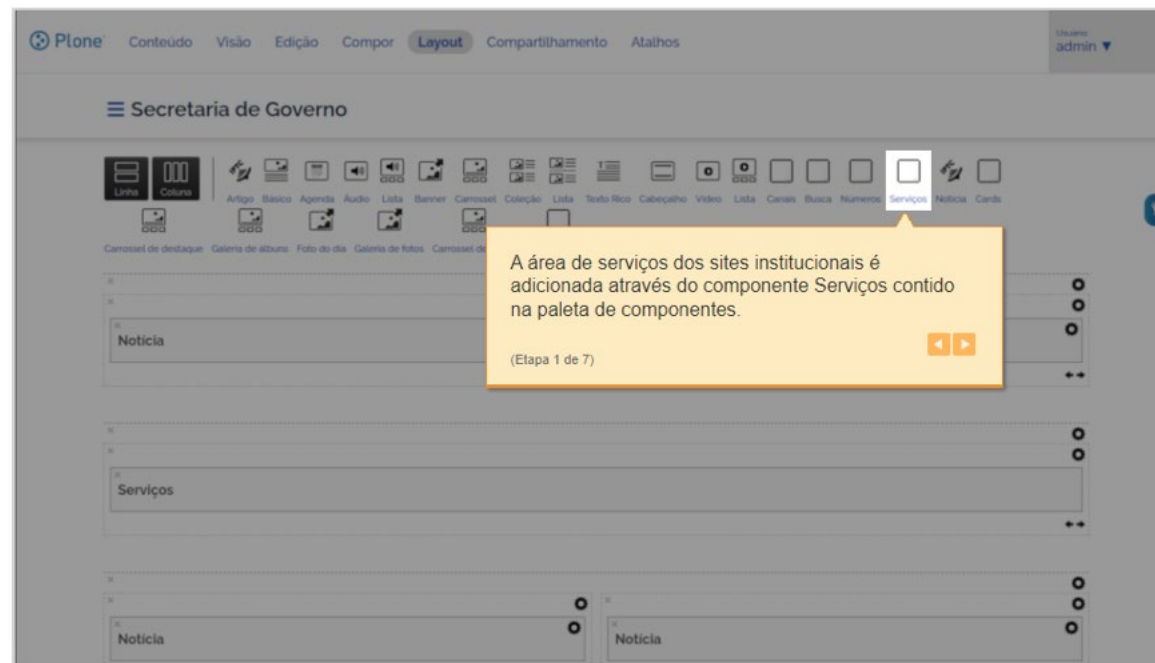 Plone Conteúdo Visão Edição Compor Layout Compartilhamento Atalhos
Usuário
admin
Secretaria de Governo
Linha Coluna Artigo Básico Agenda Áudio Lista Banner Carrossel Coleção Lista Texto Rico Cabeçalho Vídeo Lista Canais Busca Números Serviços Notícia Cards
Carrossel de destaque Galeria de álbuns Foto do dia Galeria de fotos Carrossel de
A área de serviços dos sites institucionais é
adicionada através do componente Serviços contido
na paleta de componentes.
(Etapa 1 de 7)
Notícia
Serviços
Notícia Notícia